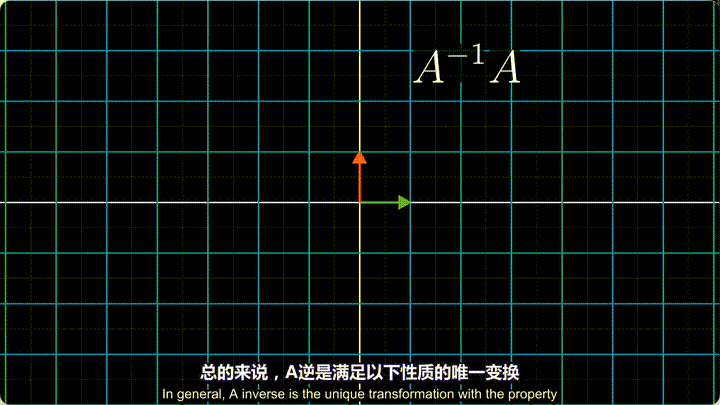 A⁻¹A
总的来说，A逆是满足以下性质的唯一变换
In general, A inverse is the unique transformation with the property